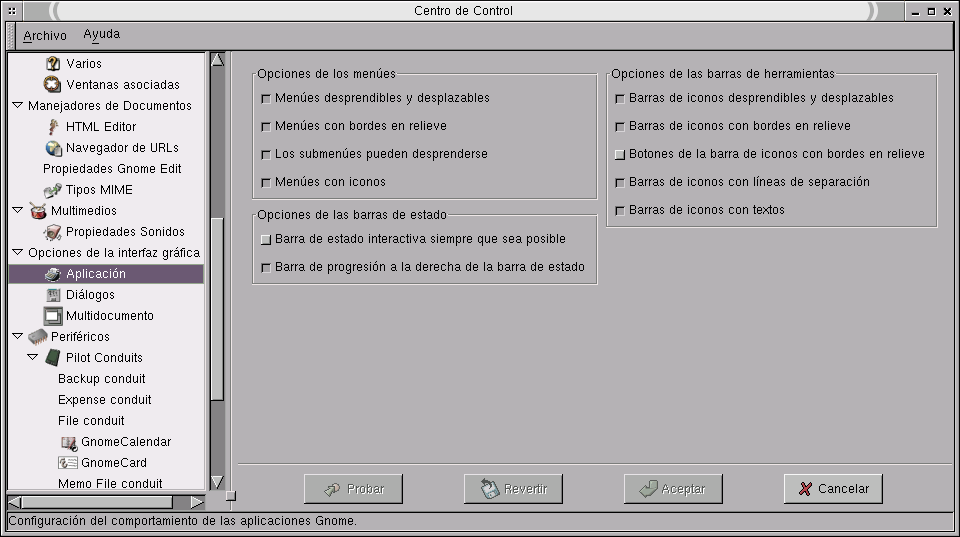 Centro de Control
Archivo Ayuda
Varios
Ventanas asociadas
Manejadores de Documentos
HTML Editor
Navegador de URLs
Propiedades Gnome Edit
Tipos MIME
Multimedios
Propiedades Sonidos
Opciones de la interfaz gráfica
Aplicación
Diálogos
Multidocumento
Periféricos
Pilot Conduits
Backup conduit
Expense conduit
File conduit
GnomeCalendar
GnomeCard
Memo File conduit
Opciones de los menúes
Menúes desprendibles y desplazables
Menúes con bordes en relieve
Los submenúes pueden desprenderse
Menúes con iconos
Opciones de las barras de estado
Barra de estado interactiva siempre que sea posible
Barra de progresión a la derecha de la barra de estado
Opciones de las barras de herramientas
Barras de iconos desprendibles y desplazables
Barras de iconos con bordes en relieve
Botones de la barra de iconos con bordes en relieve
Barras de iconos con líneas de separación
Barras de iconos con textos
Probar
Revertir
Aceptar
Cancelar
Configuración del comportamiento de las aplicaciones Gnome.